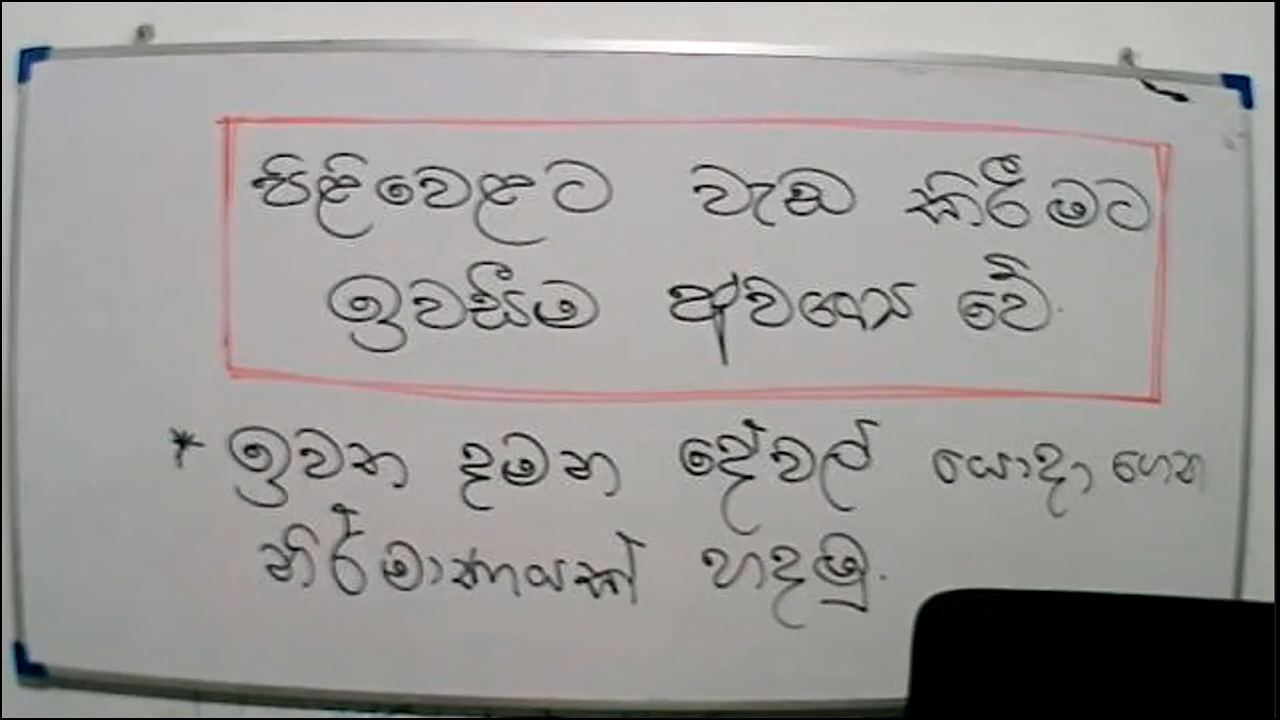 පිළිවෙළට වැඩ කිරීමට
ඉවසීම අවශ්‍ය වේ.
* ඉවත දමන දේවල් යොදා ගෙන
නිර්මාණයක් හදමු.